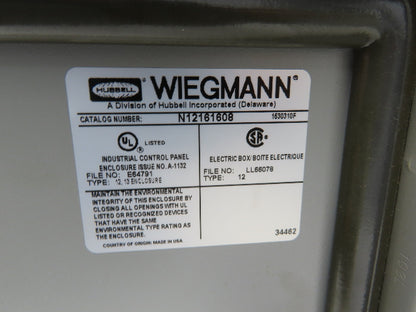 HUBBELL
WIEGMANN®
A Division of Hubbell Incorporated (Delaware)
CATALOG NUMBER: N12161608 1630310F
UL LISTED
INDUSTRIAL CONTROL PANEL
ENCLOSURE ISSUE NO. A-1132
FILE NO: E64791
TYPE: 12, 13 ENCLOSURE
SA
ELECTRIC BOX/BOITE ELECTRIQUE
FILE NO: LL66078
TYPE: 12
MAINTAIN THE ENVIRONMENTAL
INTEGRITY OF THIS ENCLOSURE BY
CLOSING ALL OPENINGS WITH UL
LISTED OR RECOGNIZED DEVICES
THAT HAVE THE SAME
ENVIRONMENTAL TYPE RATING AS
THE ENCLOSURE.
COUNTRY OF ORIGIN: MADE IN USA
34462